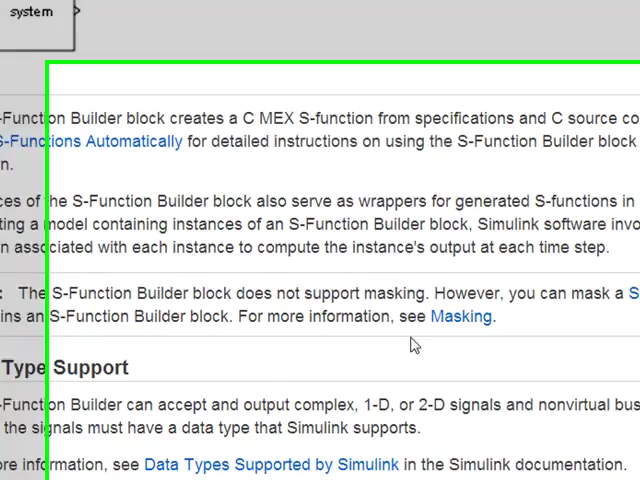 system
-Function Builder block creates a C MEX S-function from specifications and C source co
S-Functions Automatically for detailed instructions on using the S-Function Builder block
n.
ces of the S-Function Builder block also serve as wrappers for generated S-functions in
ting a model containing instances of an S-Function Builder block, Simulink software invo
n associated with each instance to compute the instance's output at each time step.
: The S-Function Builder block does not support masking. However, you can mask a S
ins an S-Function Builder block. For more information, see Masking.
Type Support
-Function Builder can accept and output complex, 1-D, or 2-D signals and nonvirtual bus
the signals must have a data type that Simulink supports.
ore information, see Data Types Supported by Simulink in the Simulink documentation.